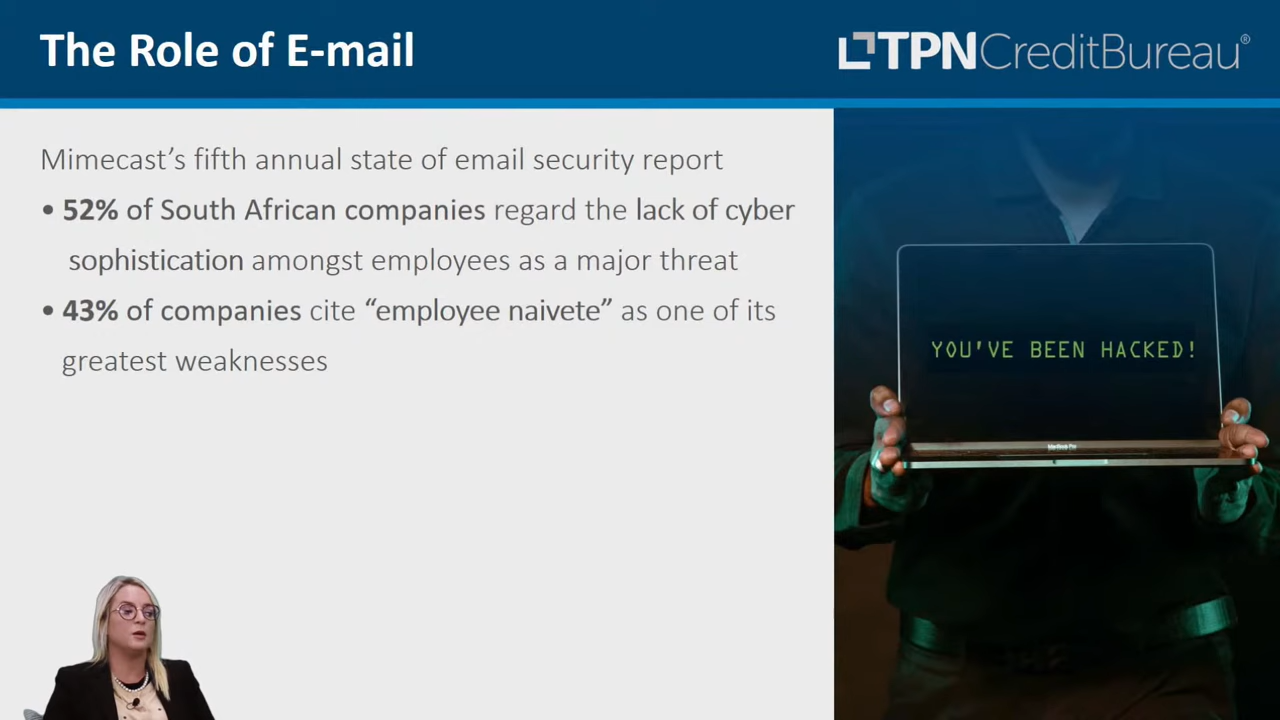 The Role of E-mail
TPNCreditBureau®
Mimecast’s fifth annual state of email security report
• 52% of South African companies regard the lack of cyber
sophistication amongst employees as a major threat
• 43% of companies cite “employee naivete” as one of its
greatest weaknesses
YOU'VE BEEN HACKED!
MacBook Pro